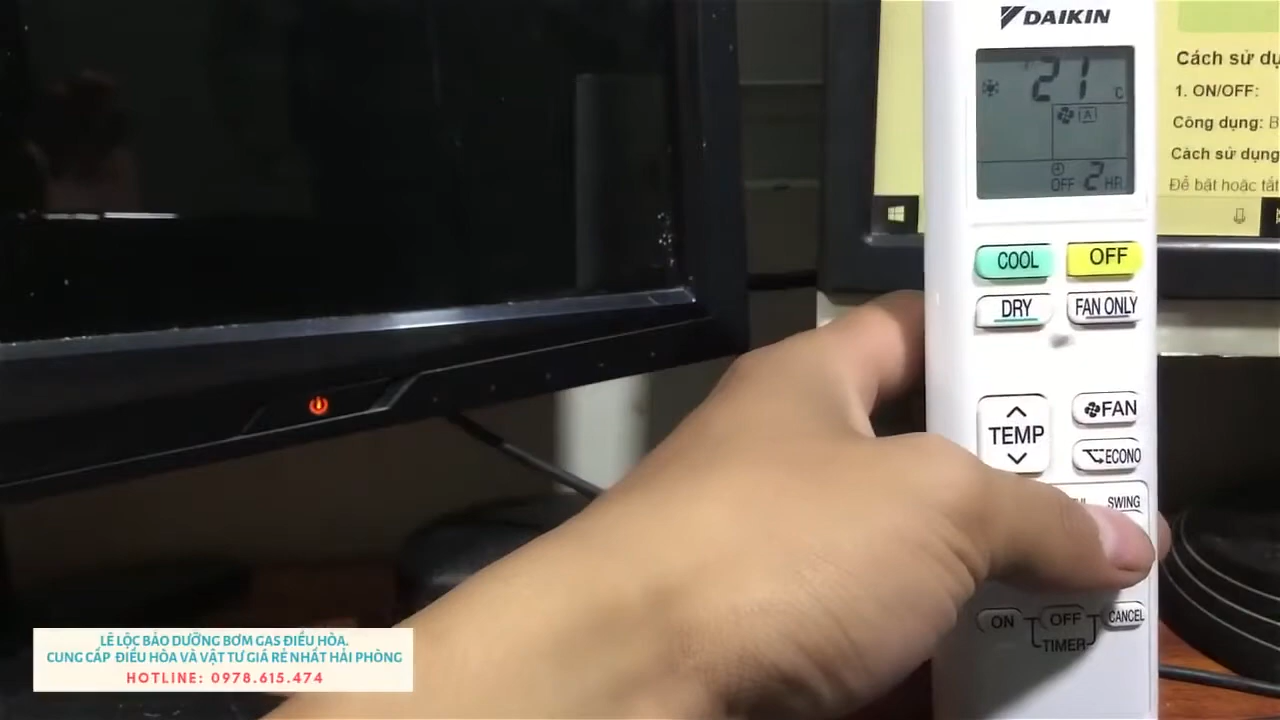 DAIKIN
21 °C
A
OFF 2 HR.
COOL
OFF
DRY
FAN ONLY
TEMP
FAN
ECONO
SWING
ON
OFF
CANCEL
TIMER
Cách sử dụ
1. ON/OFF:
Công dụng: B
Cách sử dụng
Để bật hoặc tắt
LÊ LỘC BẢO DƯỠNG BƠM GAS ĐIỀU HÒA.
CUNG CẤP ĐIỀU HÒA VÀ VẬT TƯ GIÁ RẺ NHẤT HẢI PHÒNG
HOTLINE: 0978.615.474